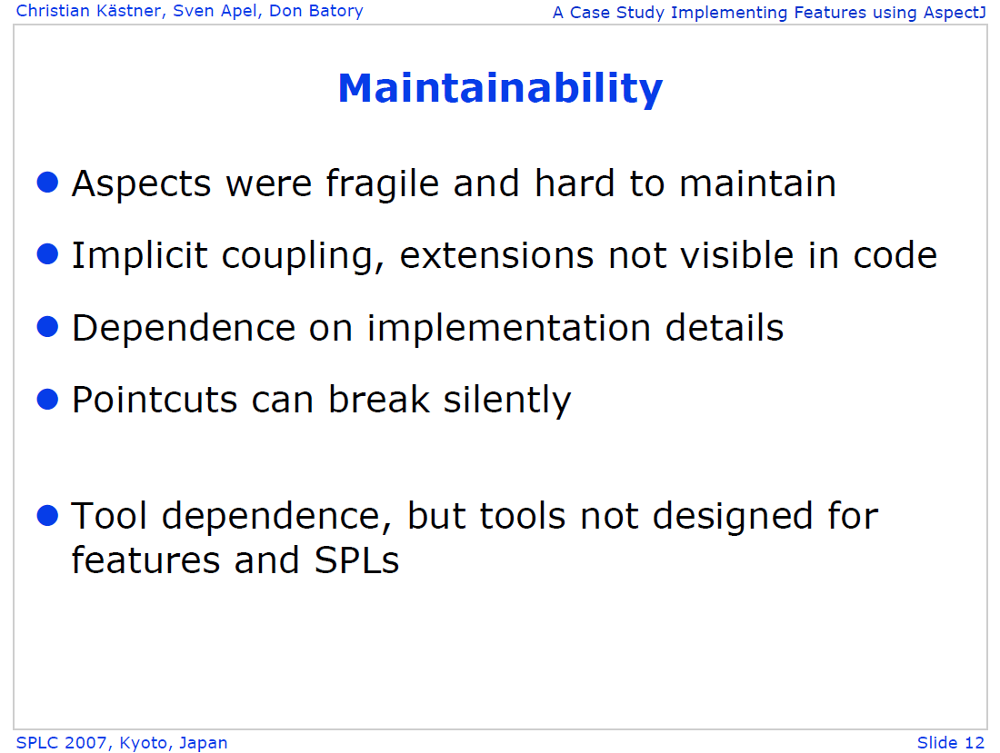 Christian Kästner, Sven Apel, Don Batory
A Case Study Implementing Features using AspectJ
Maintainability
Aspects were fragile and hard to maintain
Implicit coupling, extensions not visible in code
Dependence on implementation details
Pointcuts can break silently
Tool dependence, but tools not designed for
features and SPLs
SPLC 2007, Kyoto, Japan
Slide 12